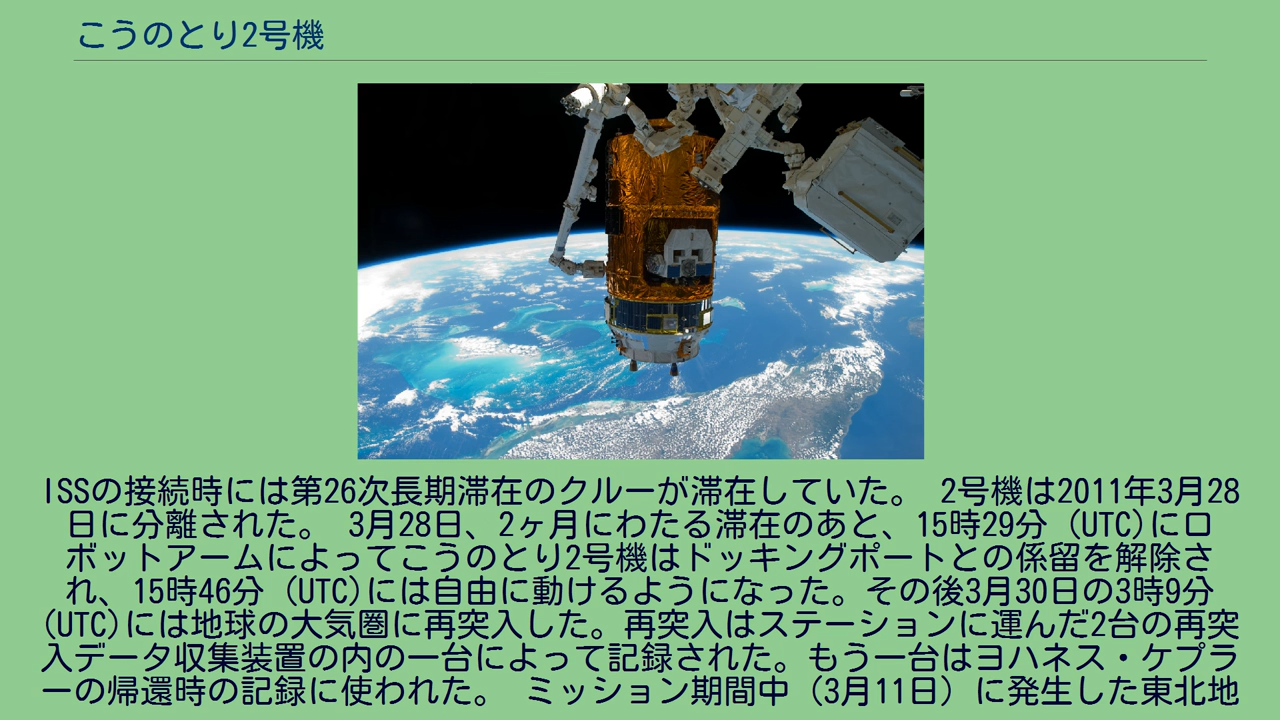 こうのとり2号機
ISSの接続時には第26次長期滞在のクルーが滞在していた。 2号機は2011年3月28
日に分離された。 3月28日、2ヶ月にわたる滞在のあと、15時29分 (UTC)にロ
ボットアームによってこうのとり2号機はドッキングポートとの係留を解除さ
れ、15時46分 (UTC)には自由に動けるようになった。その後3月30日の3時9分
(UTC)には地球の大気圏に再突入した。再突入はステーションに運んだ2台の再突
入データ収集装置の内の一台によって記録された。もう一台はヨハネス・ケプラ
ーの帰還時の記録に使われた。 ミッション期間中（3月11日）に発生した東北地